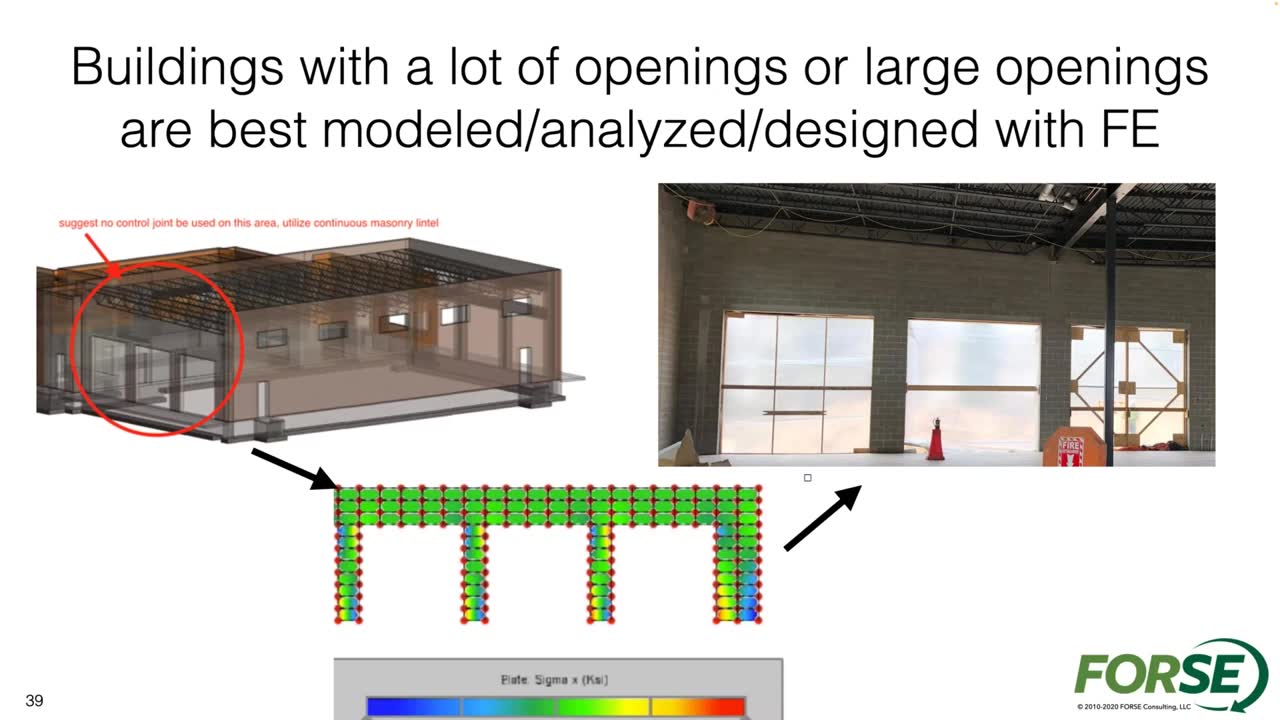 Buildings with a lot of openings or large openings
are best modeled/analyzed/designed with FE
suggest no control joint be used on this area, utilize continuous masonry lintel
FIRE
Plate: Sigma x (Ksi)
39
FORSE
© 2010-2020 FORSE Consulting, LLC